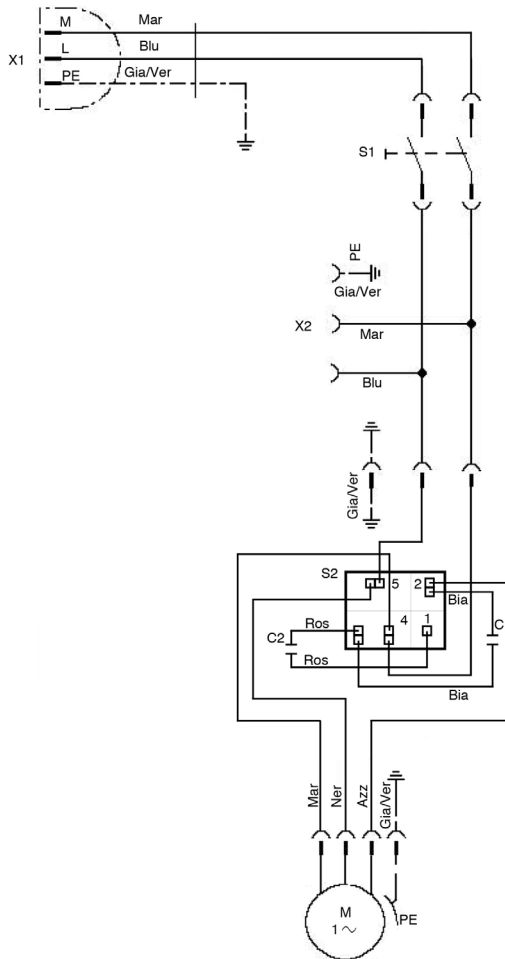 M
Mar
L
Blu
X1
PE
Gia/Ver
S1
PE
Gia/Ver
X2
Mar
Blu
Gia/Ver
S2
5
2
Bia
Ros
4
1
C2
C
Ros
Bia
Mar
Ner
Azz
Gia/Ver
M
1
PE